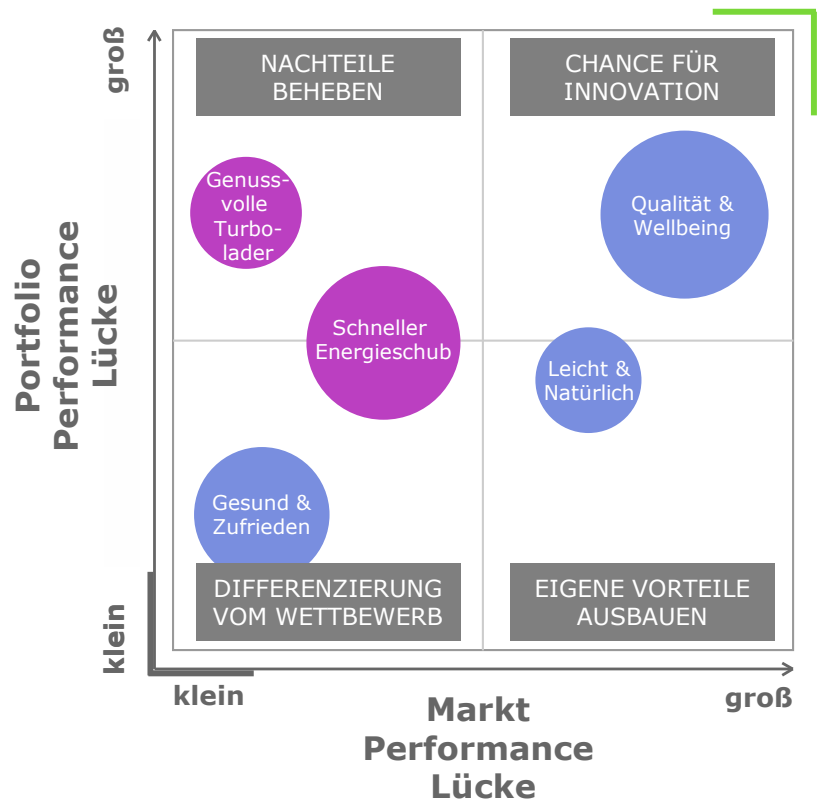 groß
NACHTEILE
BEHEBEN
CHANCE FÜR
INNOVATION
Genuss-
volle
Turbo-
lader
Qualität &
Wellbeing
Portfolio
Performance
Lücke
Schneller
Energieschub
Leicht &
Natürlich
Gesund &
Zufrieden
DIFFERENZIERUNG
VOM WETTBEWERB
EIGENE VORTEILE
AUSBAUEN
klein
klein
groß
Markt
Performance
Lücke